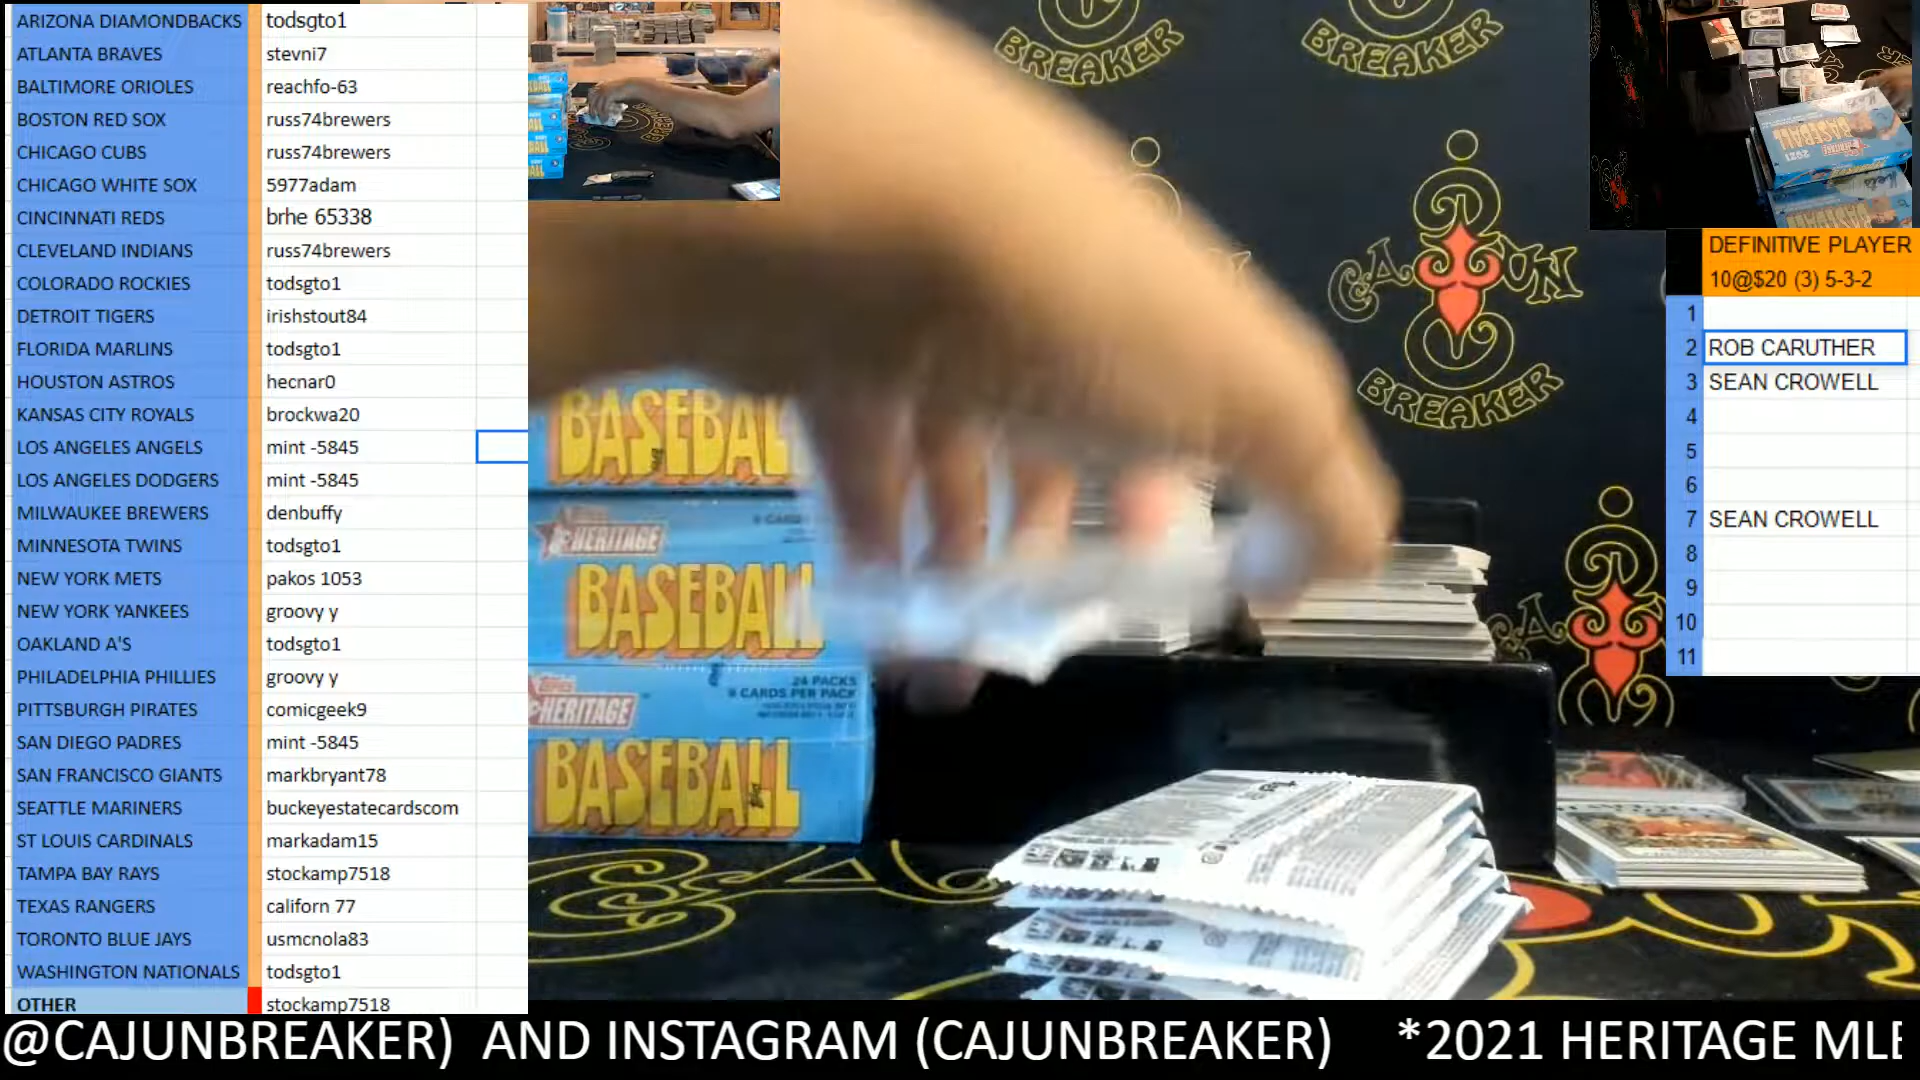 ARIZONA DIAMONDBACKS todsgto1
ATLANTA BRAVES stevni7
BALTIMORE ORIOLES reachfo-63
BOSTON RED SOX russ74brewers
CHICAGO CUBS russ74brewers
CHICAGO WHITE SOX 5977adam
CINCINNATI REDS brhe 65338
CLEVELAND INDIANS russ74brewers
COLORADO ROCKIES todsgto1
DETROIT TIGERS irishstout84
FLORIDA MARLINS todsgto1
HOUSTON ASTROS hecnar0
KANSAS CITY ROYALS brockwa20
LOS ANGELES ANGELS mint -5845
LOS ANGELES DODGERS mint -5845
MILWAUKEE BREWERS denbuffy
MINNESOTA TWINS todsgto1
NEW YORK METS pakos 1053
NEW YORK YANKEES groovy y
OAKLAND A'S todsgto1
PHILADELPHIA PHILLIES groovy y
PITTSBURGH PIRATES comicgeek9
SAN DIEGO PADRES mint -5845
SAN FRANCISCO GIANTS markbryant78
SEATTLE MARINERS buckeyestatecardscom
ST LOUIS CARDINALS markadam15
TAMPA BAY RAYS stockamp7518
TEXAS RANGERS californ 77
TORONTO BLUE JAYS usmcnola83
WASHINGTON NATIONALS todsgto1
OTHER stockamp7518
BREAKER
BREAKER
CAJUN
BREAKER
BASEBALL
HERITAGE
BASEBALL
24 PACKS
9 CARDS PER PACK
HERITAGE
BASEBALL
2021
BASEBALL
DEFINITIVE PLAYER
10@$20 (3) 5-3-2
1
2 ROB CARUTHER
3 SEAN CROWELL
4
5
6
7 SEAN CROWELL
8
9
10
11
@CAJUNBREAKER) AND INSTAGRAM (CAJUNBREAKER) *2021 HERITAGE MLB